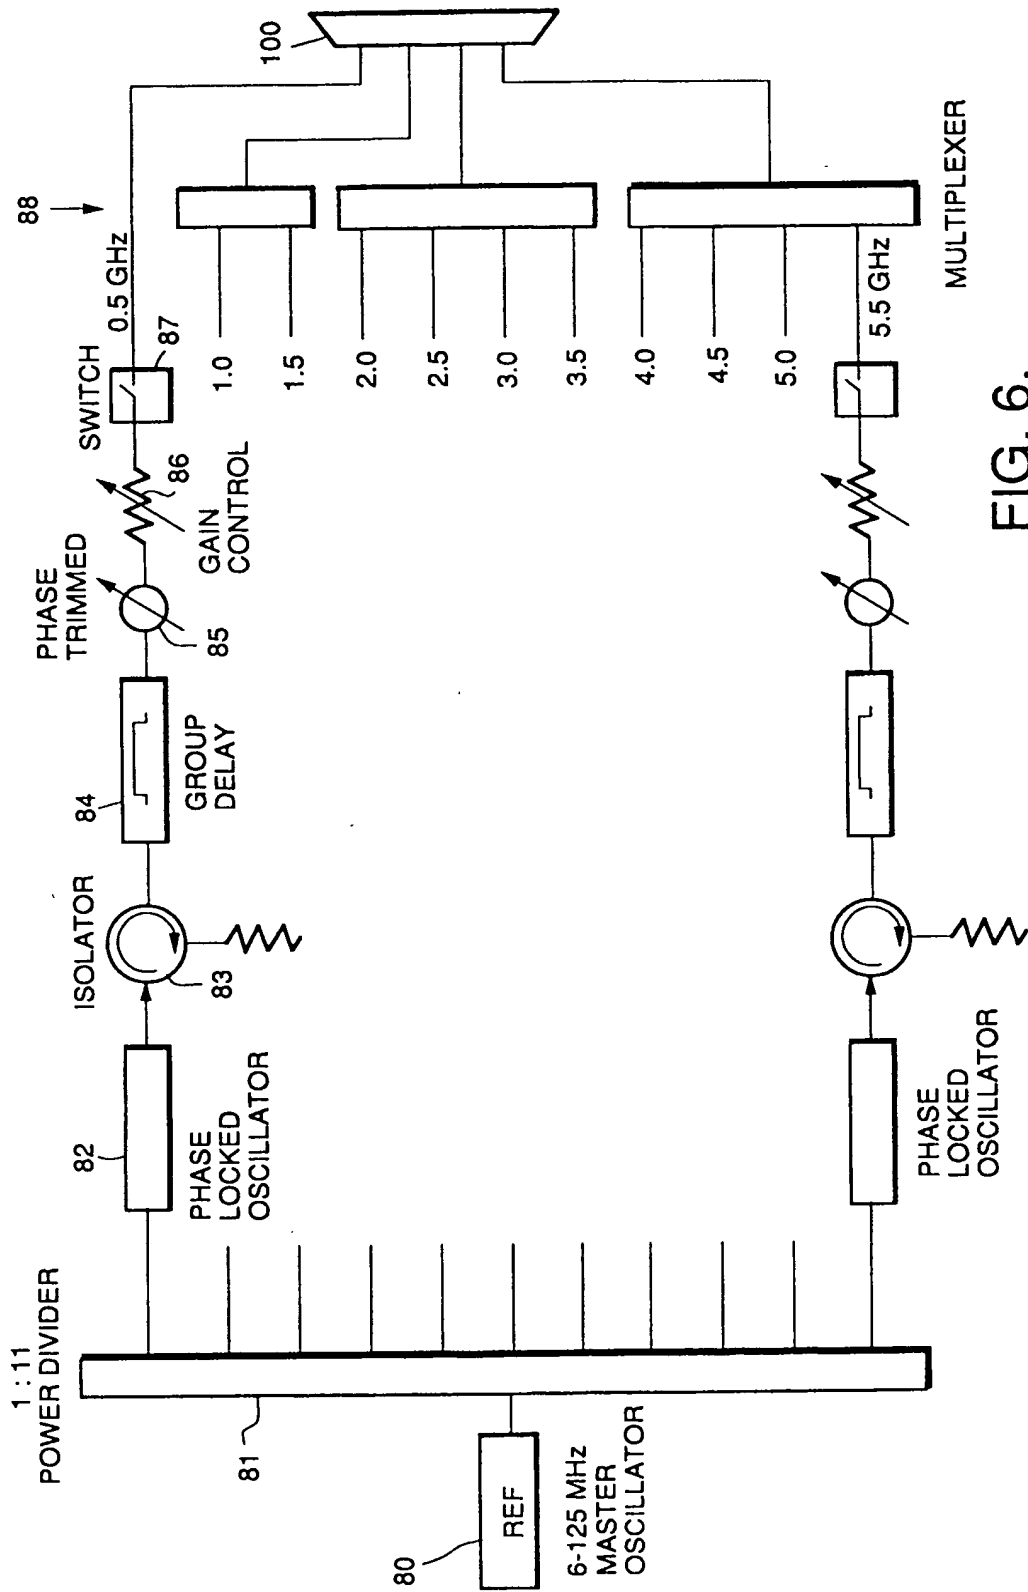 1 : 11
POWER DIVIDER
81
80
REF
6-125 MHz
MASTER
OSCILLATOR
82
PHASE
LOCKED
OSCILLATOR
ISOLATOR
83
84
GROUP
DELAY
PHASE
TRIMMED
85
86
GAIN
CONTROL
SWITCH
87
0.5 GHz
88
100
1.0
1.5
2.0
2.5
3.0
3.5
4.0
4.5
5.0
5.5 GHz
MULTIPLEXER
PHASE
LOCKED
OSCILLATOR
FIG. 6.